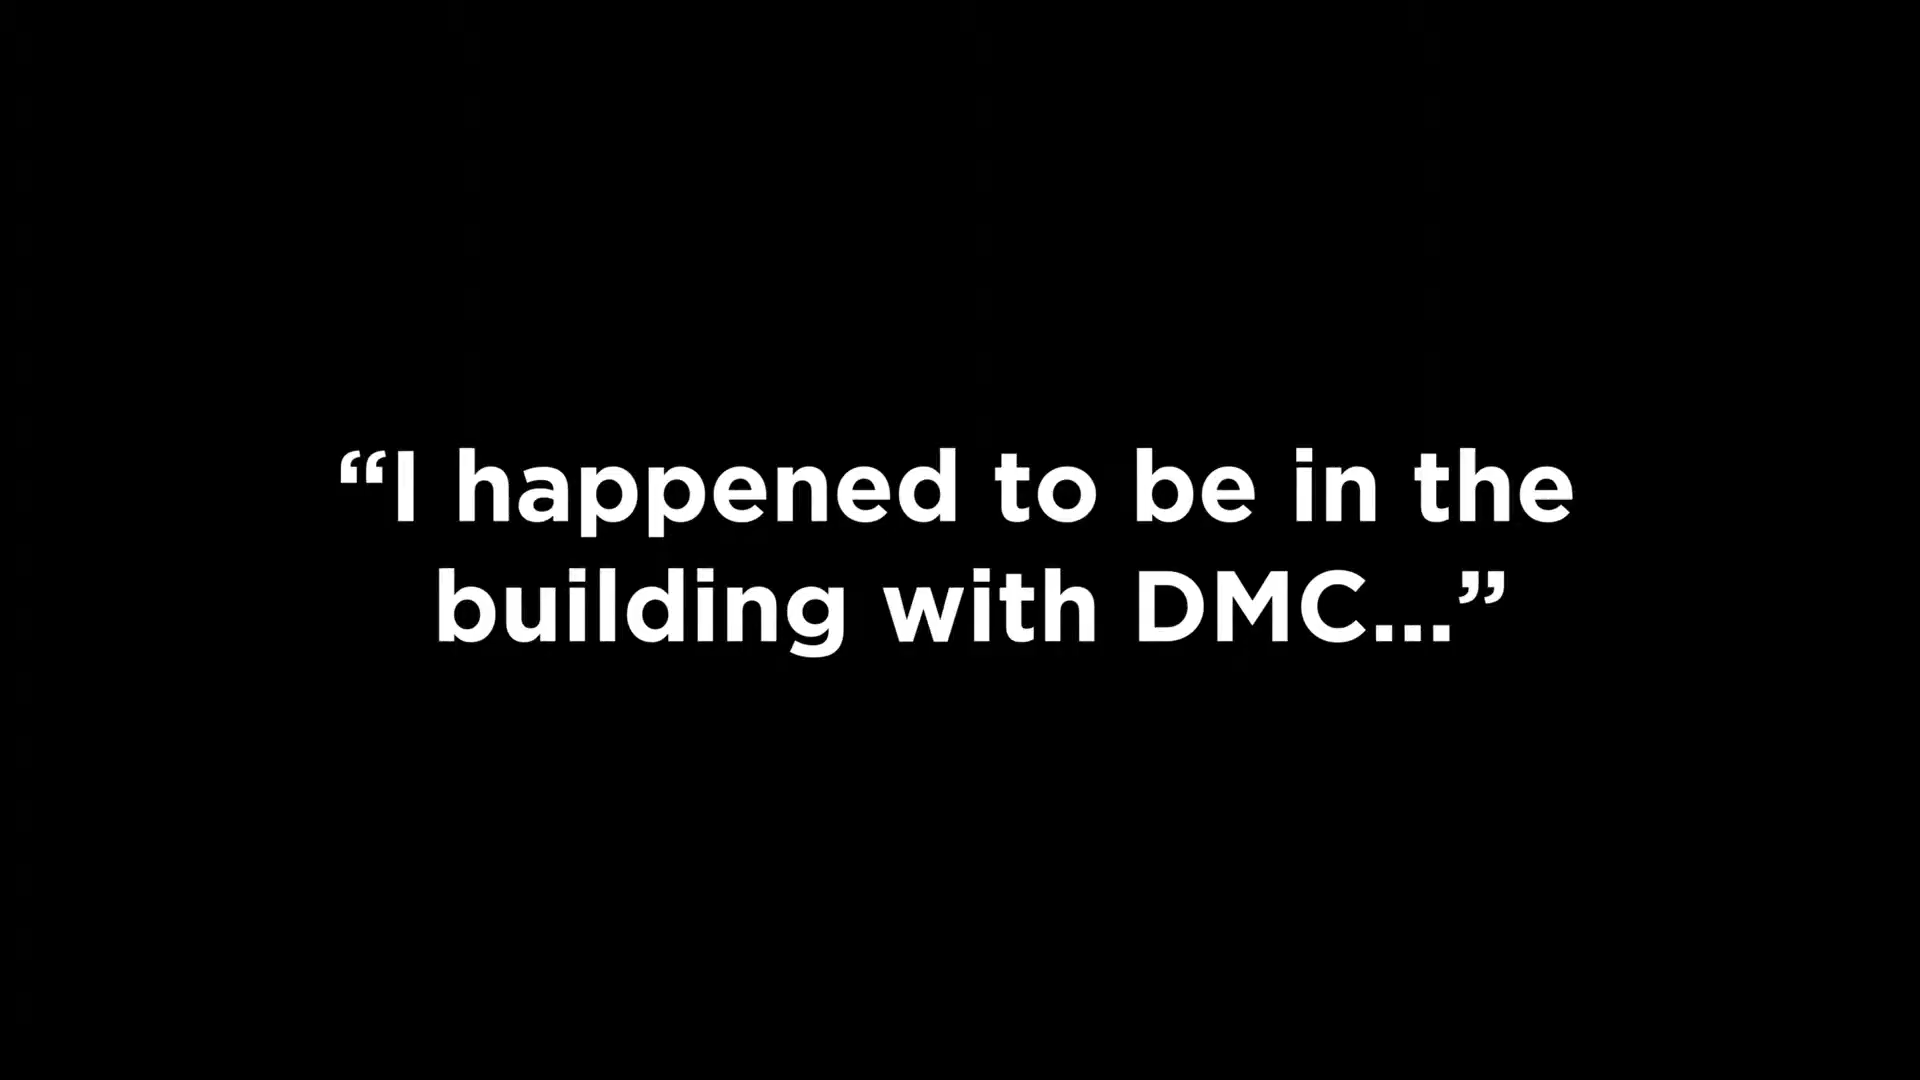 “I happened to be in the
building with DMC...”